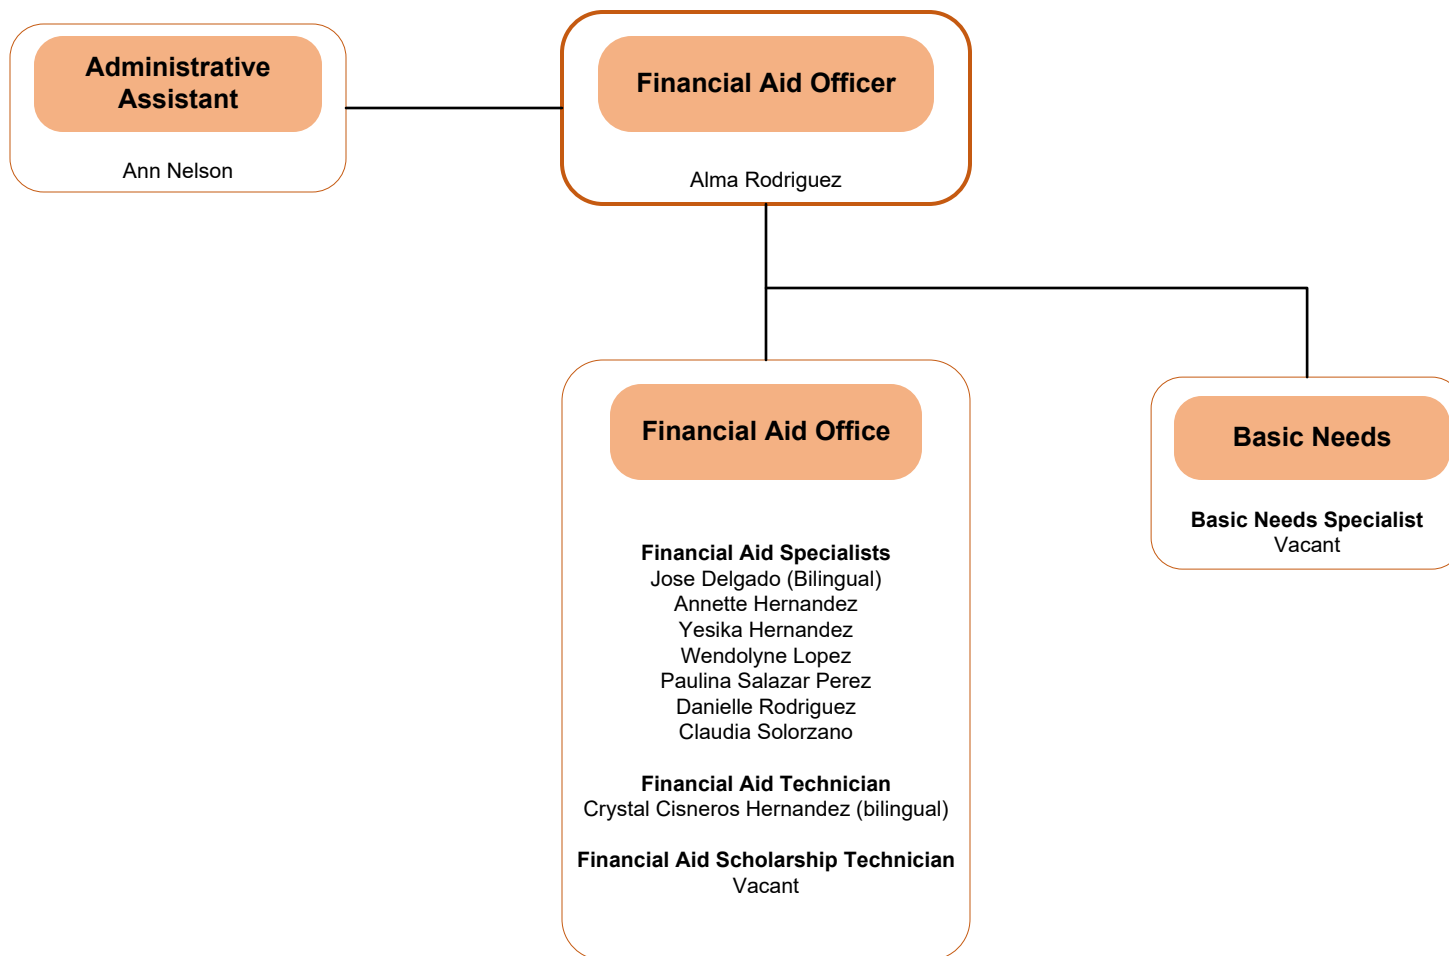 Administrative
Assistant
Ann Nelson
Financial Aid Officer
Alma Rodriguez
Financial Aid Office
Financial Aid Specialists
Jose Delgado (Bilingual)
Annette Hernandez
Yesika Hernandez
Wendolyne Lopez
Paulina Salazar Perez
Danielle Rodriguez
Claudia Solorzano
Financial Aid Technician
Crystal Cisneros Hernandez (bilingual)
Financial Aid Scholarship Technician
Vacant
Basic Needs
Basic Needs Specialist
Vacant